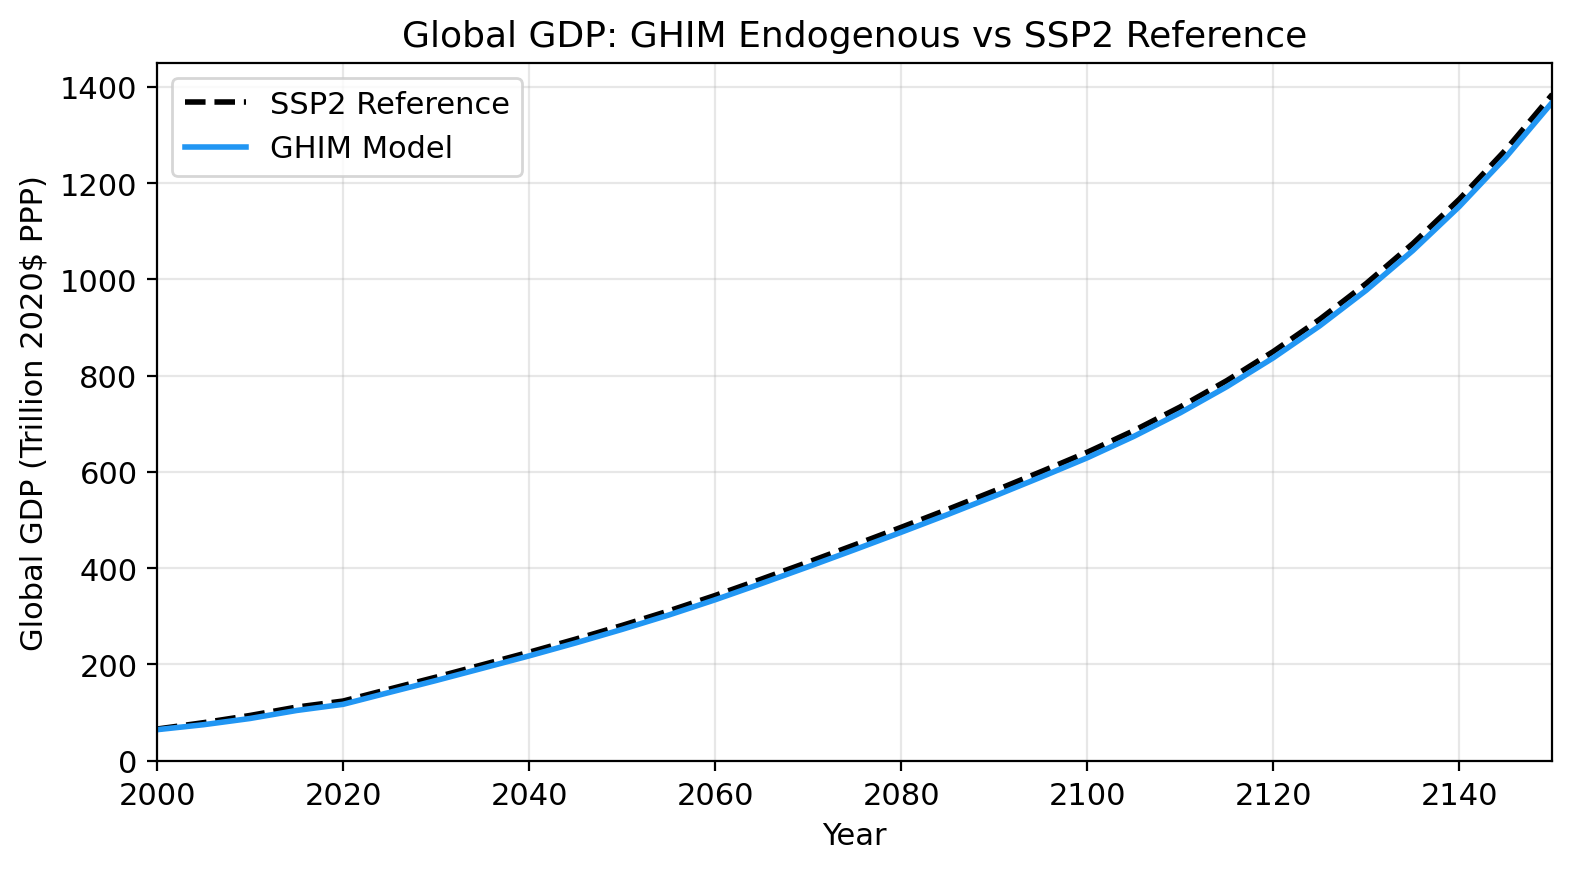 Global GDP: GHIM Endogenous vs SSP2 Reference
SSP2 Reference
GHIM Model
Global GDP (Trillion 2020$ PPP)
1400
1200
1000
800
600
400
200
0
2000 2020 2040 2060 2080 2100 2120 2140
Year